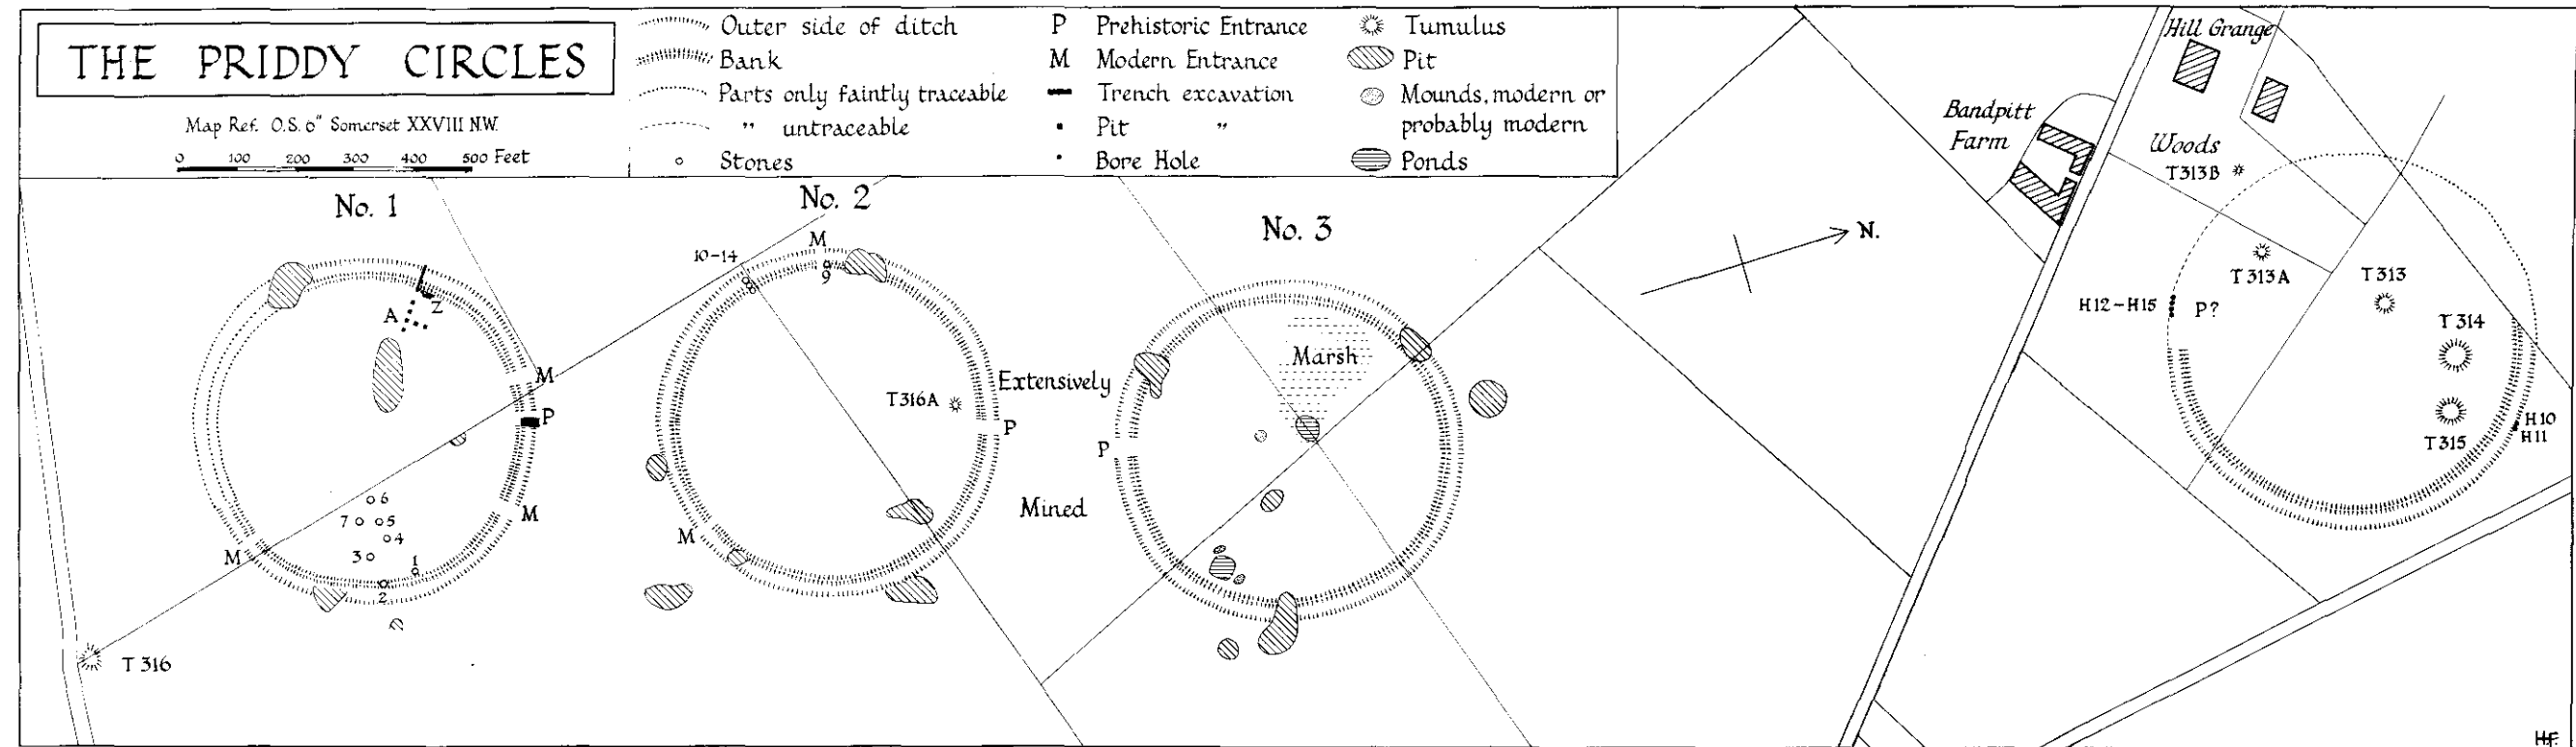 THE PRIDDY CIRCLES
Map Ref. O.S. 6" Somerset XXVIII N.W.
0 100 200 300 400 500 Feet
Outer side of ditch
Bank
Parts only faintly traceable
" untraceable
Stones
P Prehistoric Entrance
M Modern Entrance
Trench excavation
Pit "
Bore Hole
Tumulus
Pit
Mounds, modern or
probably modern
Ponds
No. 1
A
Z
M
P
M
M
6
7
5
4
3
1
2
T 316
No. 2
10-14
M
9
T316A
P
M
Extensively
Mined
No. 3
Marsh
P
N.
Hill Grange
Bandpitt
Farm
Woods
T313B
T313A
T313
H12-H15
P?
T314
T315
H10
H11
H.F.